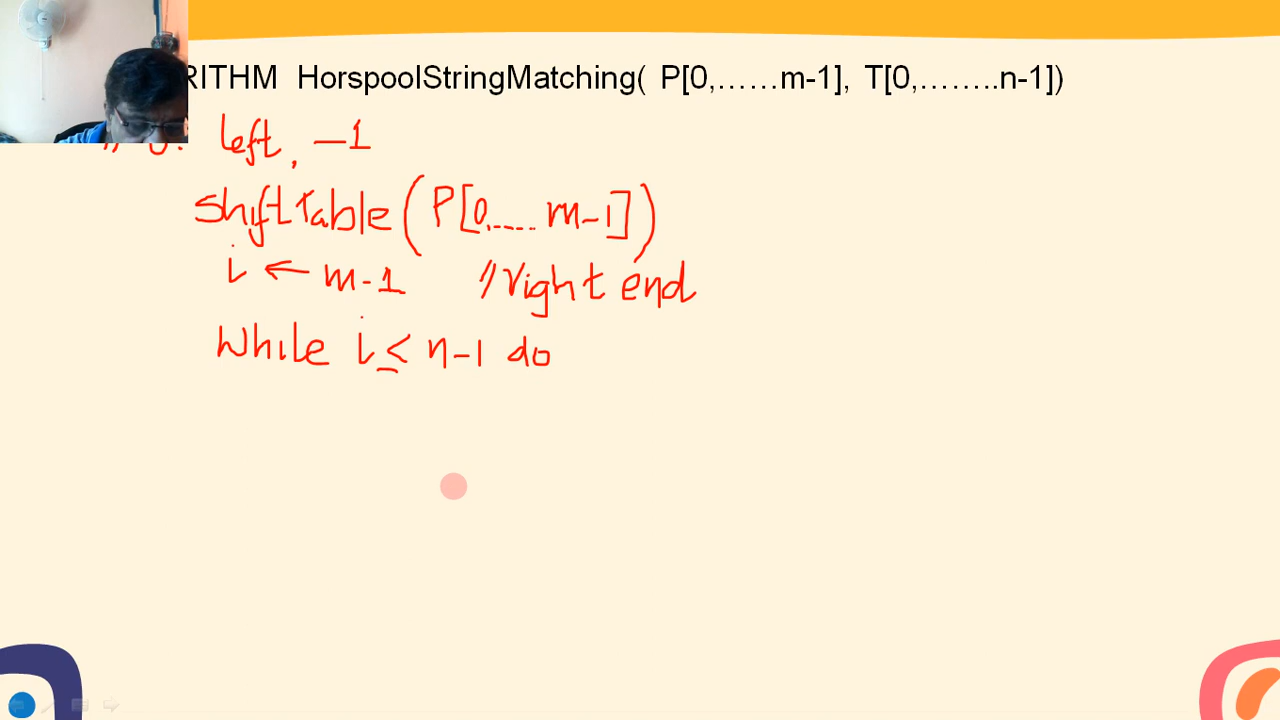 RITHM HorspoolStringMatching( P[0,……m-1], T[0,……..n-1])
left, -1
ShiftTable(P[0,..... m-1])
i ← m-1 //right end
While i ≤ n-1 do